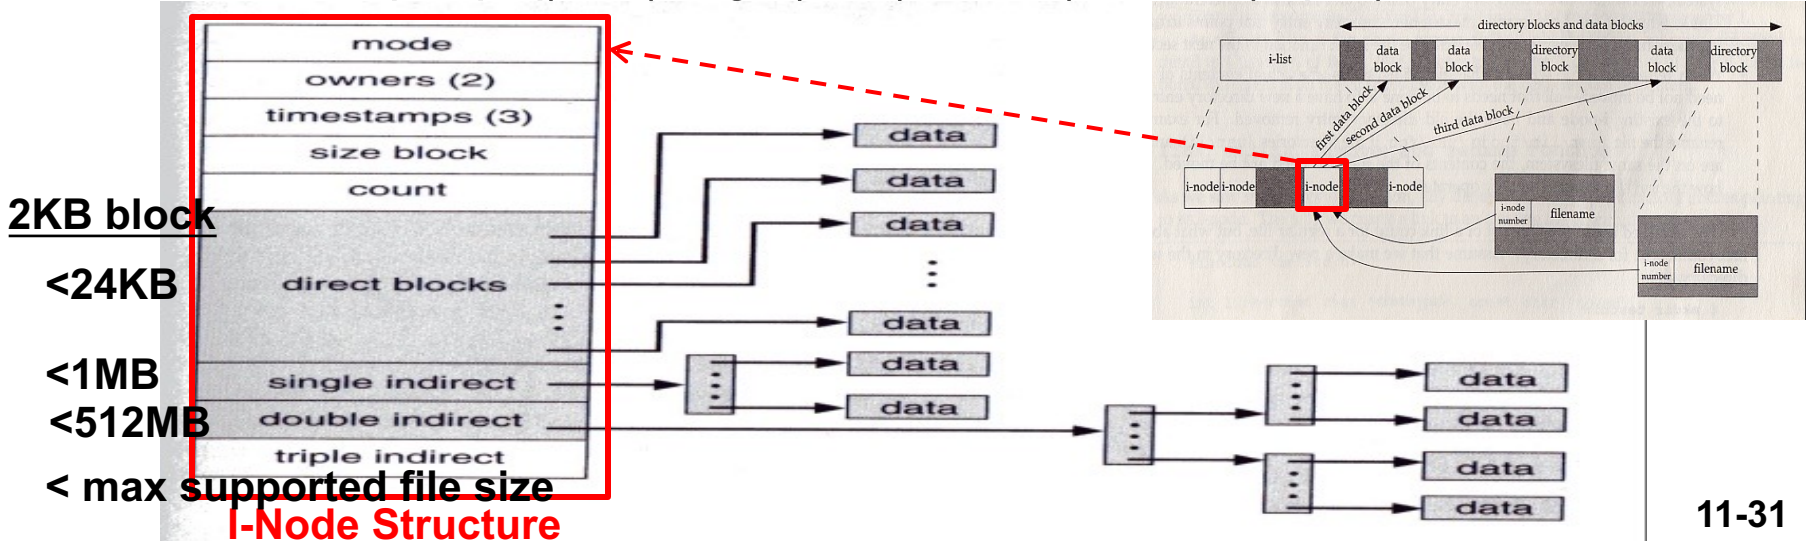 mode
owners (2)
timestamps (3)
size block
count
direct blocks
single indirect
double indirect
triple indirect
2KB block
<24KB
<1MB
<512MB
< max supported file size
I-Node Structure
data
data
data
data
data
data
data
data
data
data
directory blocks and data blocks
i-list
data block
data block
directory block
data block
directory block
first data block
second data block
third data block
i-node
i-node
i-node
i-node
i-node number
filename
i-node number
filename
11-31